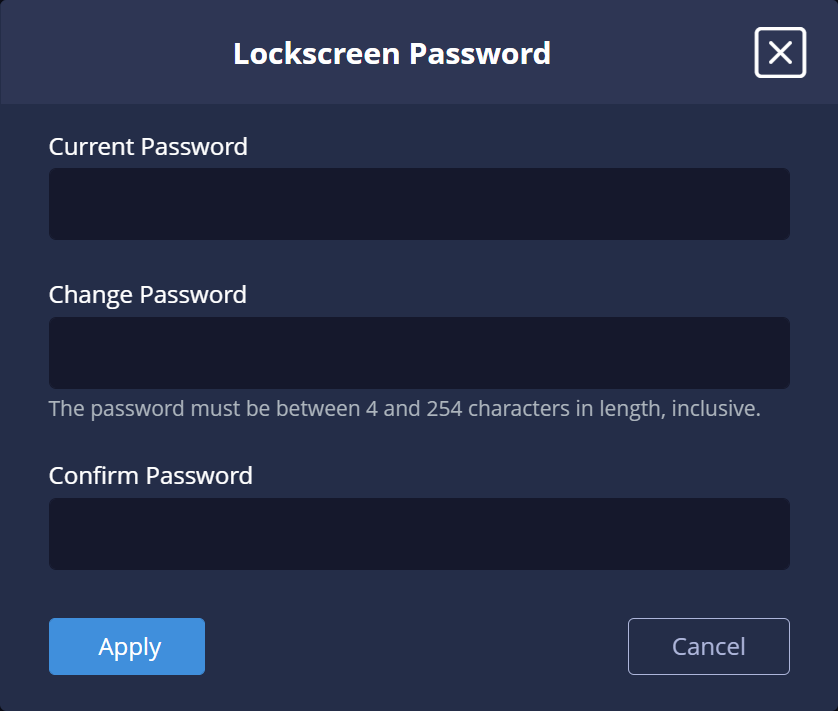 Lockscreen Password
Current Password
Change Password
The password must be between 4 and 254 characters in length, inclusive.
Confirm Password
Apply
Cancel